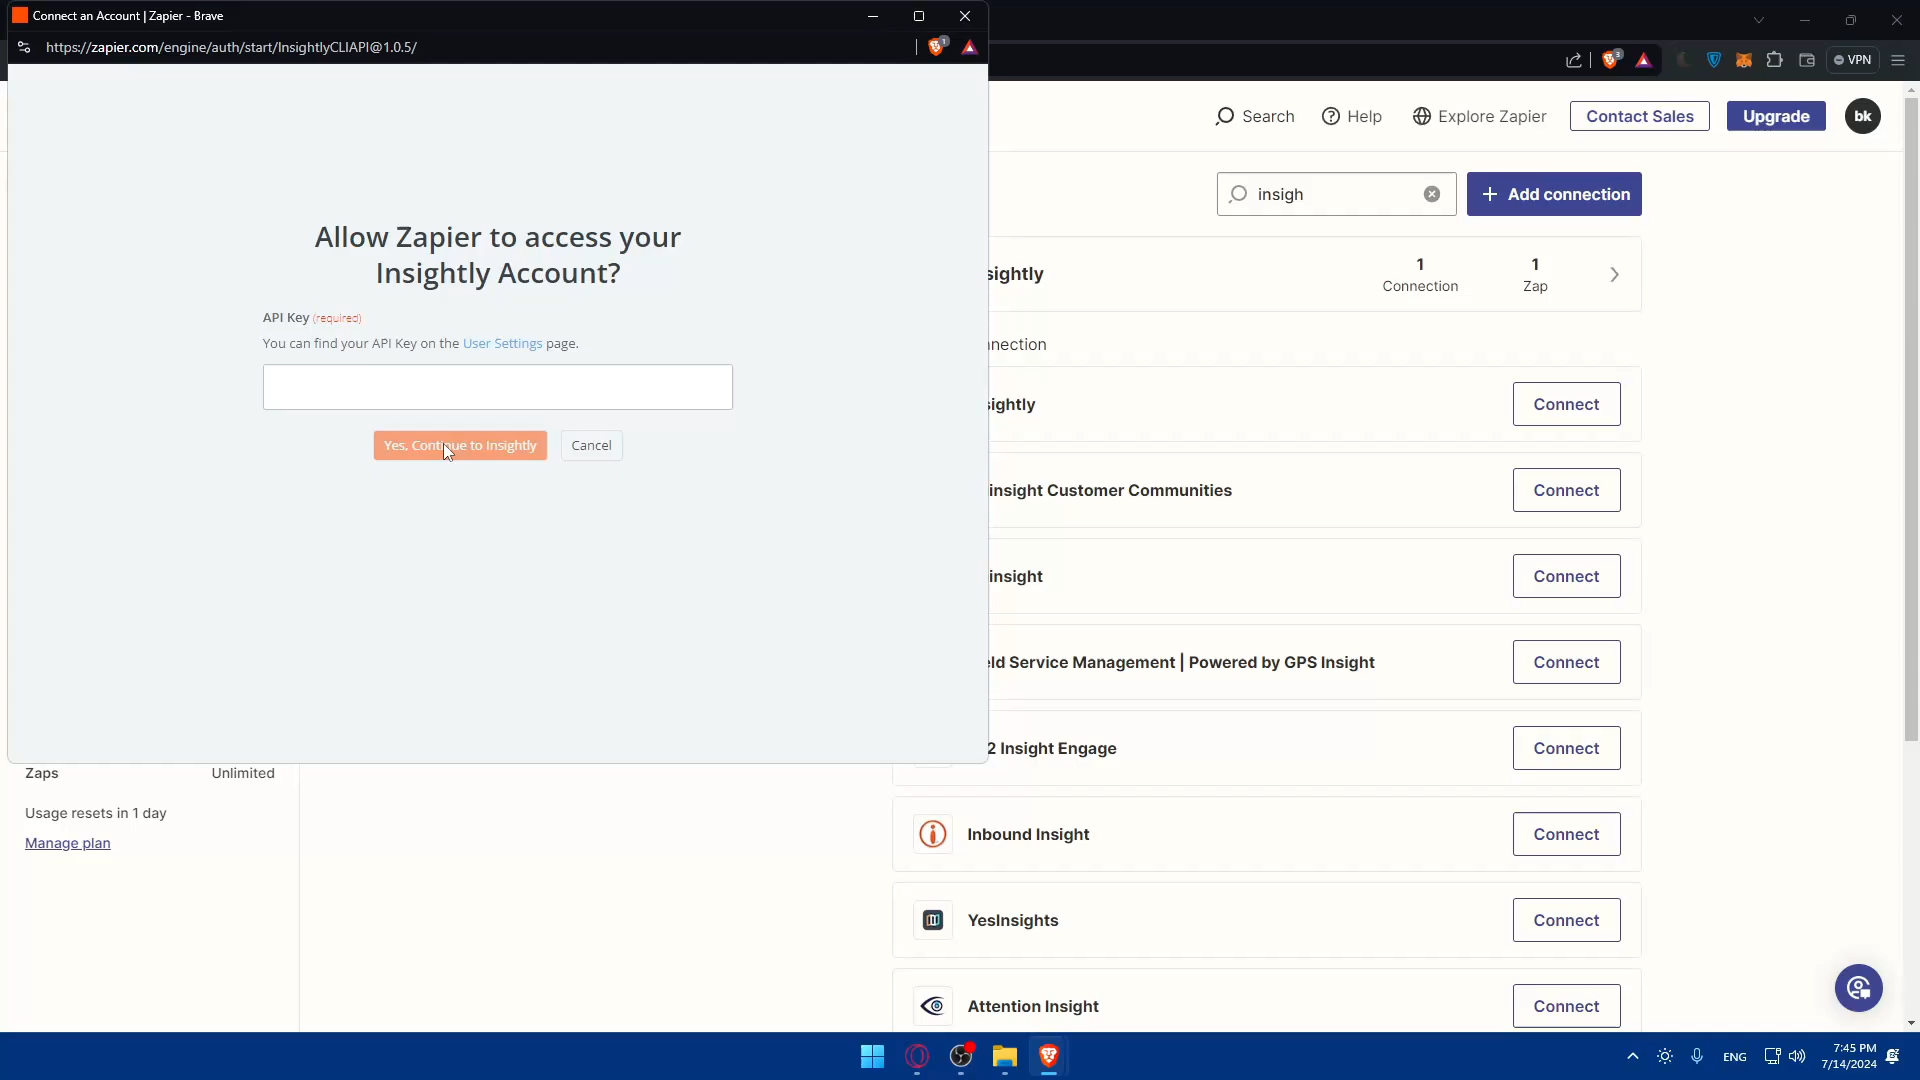 Connect an Account | Zapier - Brave
https://zapier.com/engine/auth/start/InsightlyCLIAPI@1.0.5/
1
3
VPN
Search
Help
Explore Zapier
Contact Sales
Upgrade
bk
insigh
Add connection
Allow Zapier to access your
Insightly Account?
API Key (required)
You can find your API Key on the User Settings page.
Yes, Continue to Insightly
Cancel
sightly
1
Connection
1
Zap
nnection
sightly
Connect
insight Customer Communities
Connect
insight
Connect
eld Service Management | Powered by GPS Insight
Connect
2 Insight Engage
Connect
Zaps
Unlimited
Usage resets in 1 day
Manage plan
Inbound Insight
Connect
YesInsights
Connect
Attention Insight
Connect
ENG
7:45 PM
7/14/2024